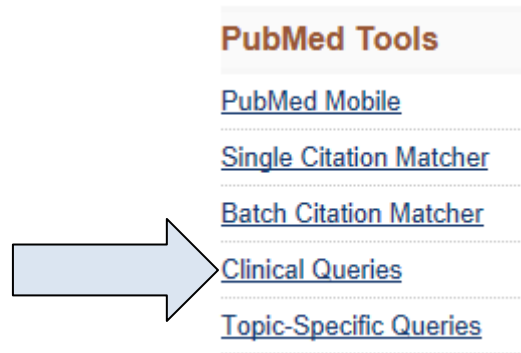 PubMed Tools
PubMed Mobile
Single Citation Matcher
Batch Citation Matcher
Clinical Queries
Topic-Specific Queries